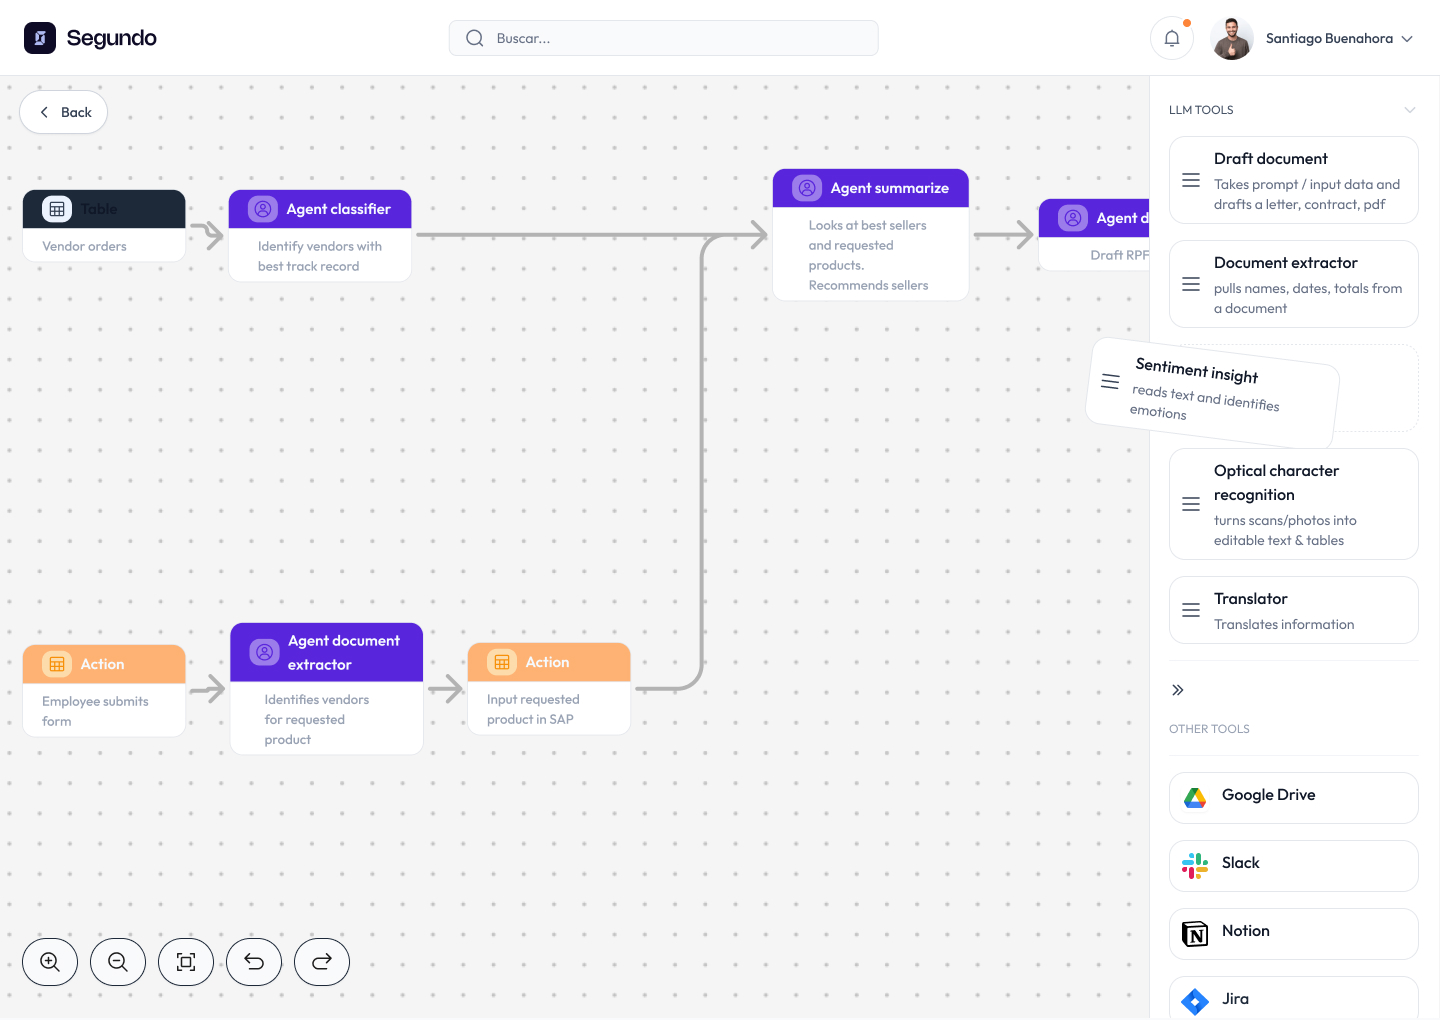 Segundo
Buscar...
Santiago Buenahora
Back
Table
Vendor orders
Agent classifier
Identify vendors with
best track record
Agent summarize
Looks at best sellers
and requested
products.
Recommends sellers
Agent d
Draft RPF
Action
Employee submits
form
Agent document
extractor
Identifies vendors
for requested
product
Action
Input requested
product in SAP
LLM TOOLS
Draft document
Takes prompt / input data and
drafts a letter, contract, pdf
Document extractor
pulls names, dates, totals from
a document
Sentiment insight
reads text and identifies
emotions
Optical character
recognition
turns scans/photos into
editable text & tables
Translator
Translates information
OTHER TOOLS
Google Drive
Slack
Notion
Jira